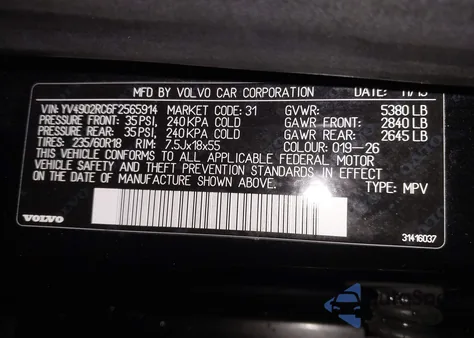 MFD BY VOLVO CAR CORPORATION DATE: 11/15
VIN: YV4902RC6F2565914 MARKET CODE: 31 GVWR: 5380 LB
PRESSURE FRONT: 35 PSI, 240 KPA COLD GAWR FRONT: 2840 LB
PRESSURE REAR: 35 PSI, 240 KPA COLD GAWR REAR: 2645 LB
TIRES: 235/60R18 RIM: 7.5Jx18x55 COLOUR: 019-26
THIS VEHICLE CONFORMS TO ALL APPLICABLE FEDERAL MOTOR
VEHICLE SAFETY AND THEFT PREVENTION STANDARDS IN EFFECT
ON THE DATE OF MANUFACTURE SHOWN ABOVE. TYPE: MPV
VOLVO 31416037